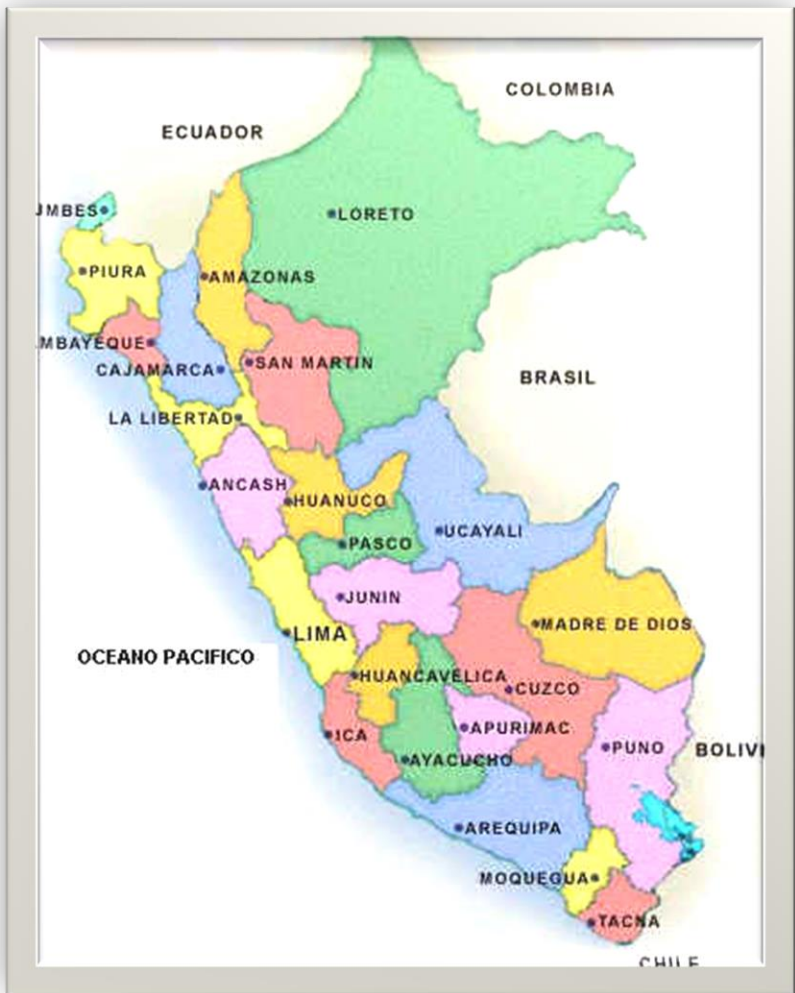 COLOMBIA
ECUADOR
UMBES
LORETO
PIURA
AMAZONAS
MBAYEQUE
SAN MARTIN
CAJAMARCA
BRASIL
LA LIBERTAD
ANCASH
HUANUCO
UCAYALI
PASCO
JUNIN
MADRE DE DIOS
LIMA
OCEANO PACIFICO
HUANCAVELICA
CUZCO
APURIMAC
ICA
PUNO
BOLIVI
AYACUCHO
AREQUIPA
MOQUEGUA
TACNA
CHILE